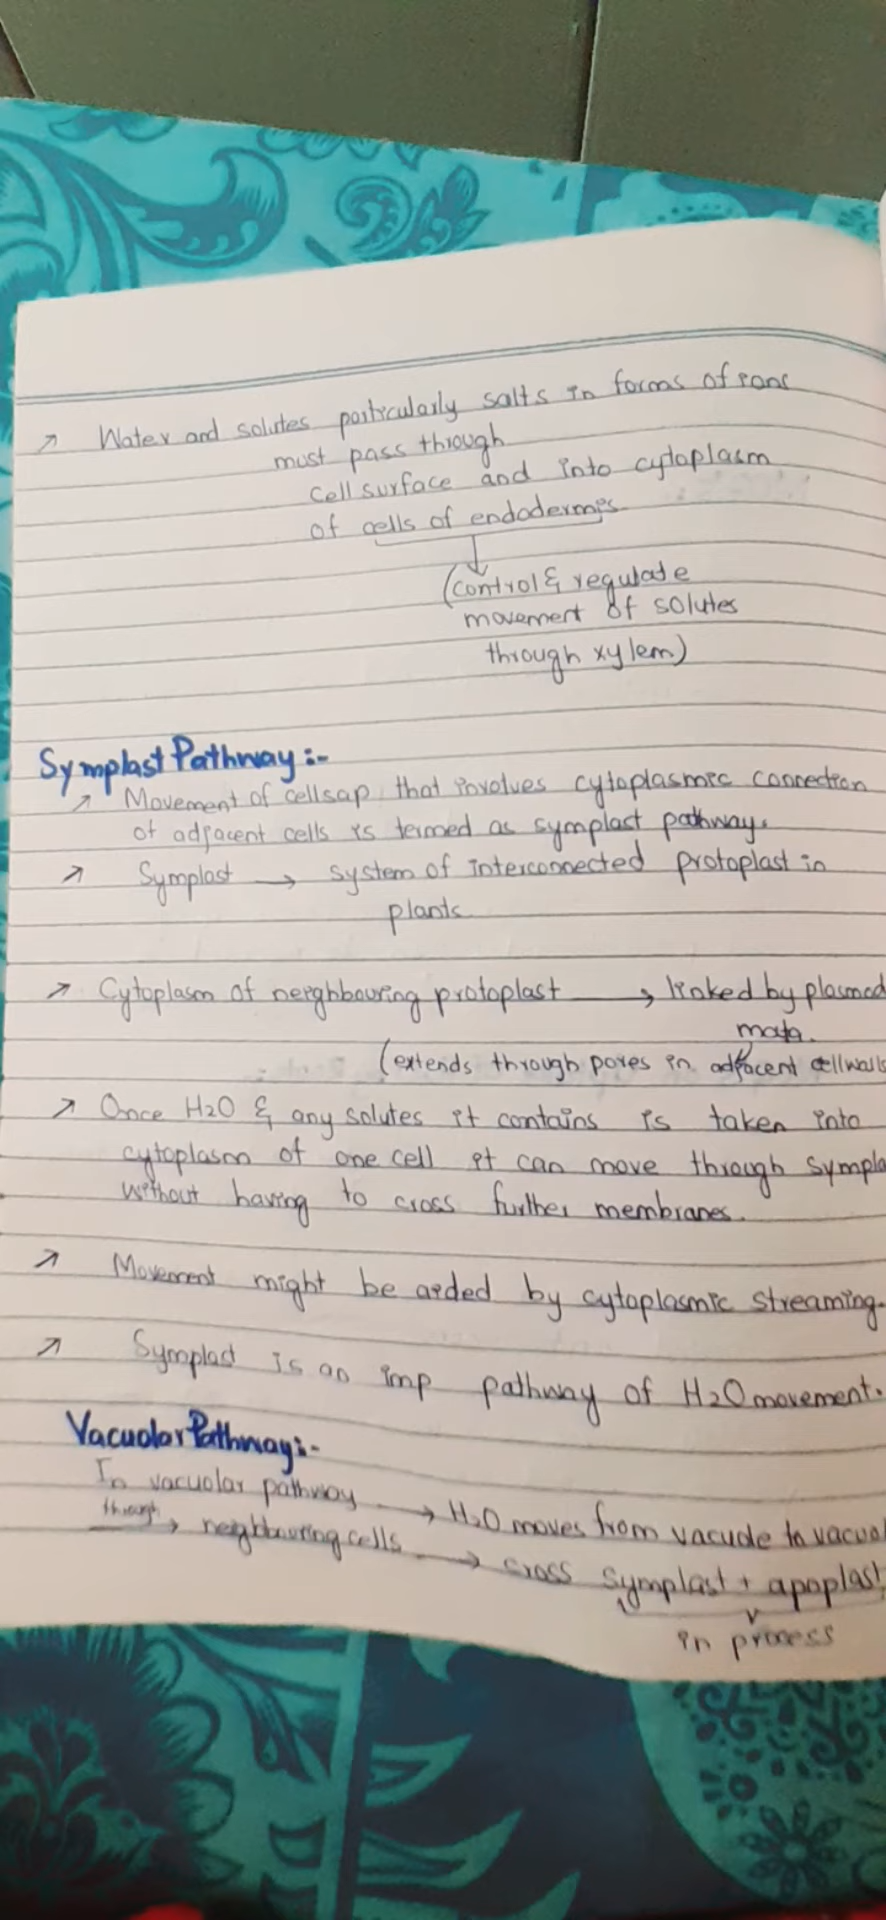 ↗ Water and solutes particularly salts in forms of ions
must pass through
cell surface and into cytoplasm
of cells of endodermis
↓
(control & regulate
movement of solutes
through xylem)
Symplast Pathway:-
↗ Movement of cell sap that involves cytoplasmic connection
of adjacent cells is termed as symplast pathway.
↗ Symplast → system of interconnected protoplast in
plants
↗ Cytoplasm of neighbouring protoplast → linked by plasmod
mata.
(extends through pores in adjacent cell walls
↗ Once H2O & any solutes it contains is taken into
cytoplasm of one cell it can move through sympla
without having to cross further membranes.
↗ Movement might be aided by cytoplasmic streaming.
↗ Symplast is an imp pathway of H2O movement.
Vacuolar Pathway:-
In vacuolar pathway → H2O moves from vacuole to vacuol
through → neighbouring cells → cross symplast + apoplast
in process